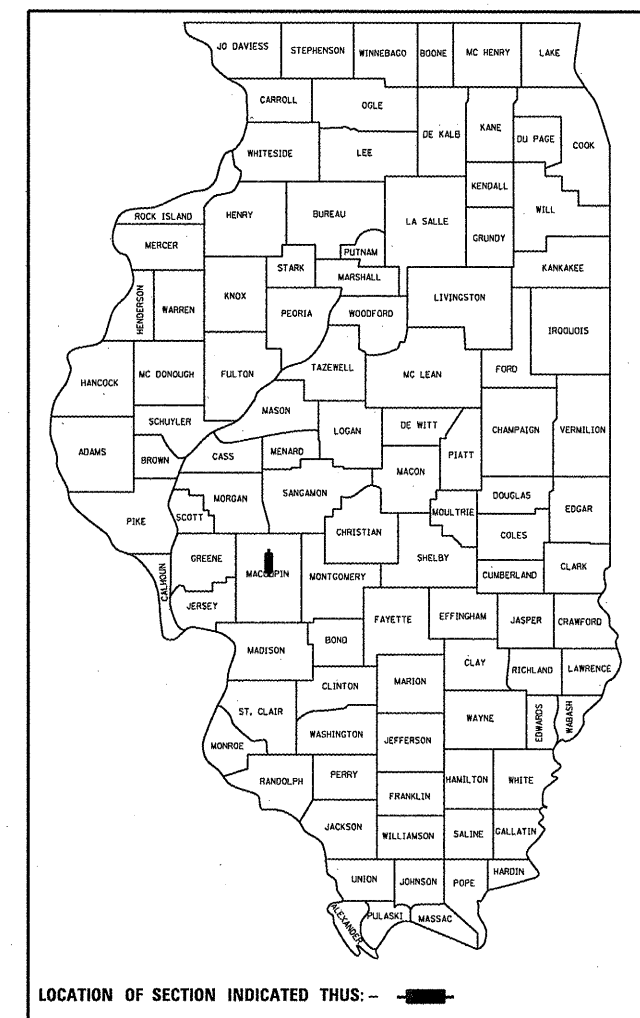 JO DAVIESS STEPHENSON WINNEBAGO BOONE MC HENRY LAKE
CARROLL OGLE
DE KALB KANE DU PAGE COOK
WHITESIDE LEE
KENDALL WILL
ROCK ISLAND HENRY BUREAU LA SALLE
GRUNDY
MERCER PUTNAM
STARK MARSHALL KANKAKEE
HENDERSON WARREN KNOX LIVINGSTON
PEORIA WOODFORD IROQUOIS
HANCOCK MC DONOUGH FULTON TAZEWELL MC LEAN FORD
MASON
SCHUYLER LOGAN DE WITT CHAMPAIGN VERMILION
ADAMS BROWN CASS MENARD PIATT
MACON
MORGAN SANGAMON DOUGLAS
PIKE SCOTT MOULTRIE EDGAR
CHRISTIAN COLES
GREENE SHELBY
CALHOUN MACOUPIN MONTGOMERY CUMBERLAND CLARK
JERSEY FAYETTE EFFINGHAM JASPER CRAWFORD
MADISON BOND
CLAY RICHLAND LAWRENCE
CLINTON MARION
ST. CLAIR WAYNE EDWARDS WABASH
WASHINGTON JEFFERSON
MONROE
RANDOLPH PERRY HAMILTON WHITE
FRANKLIN
JACKSON WILLIAMSON SALINE GALLATIN
UNION JOHNSON POPE HARDIN
ALEXANDER PULASKI MASSAC
LOCATION OF SECTION INDICATED THUS: -